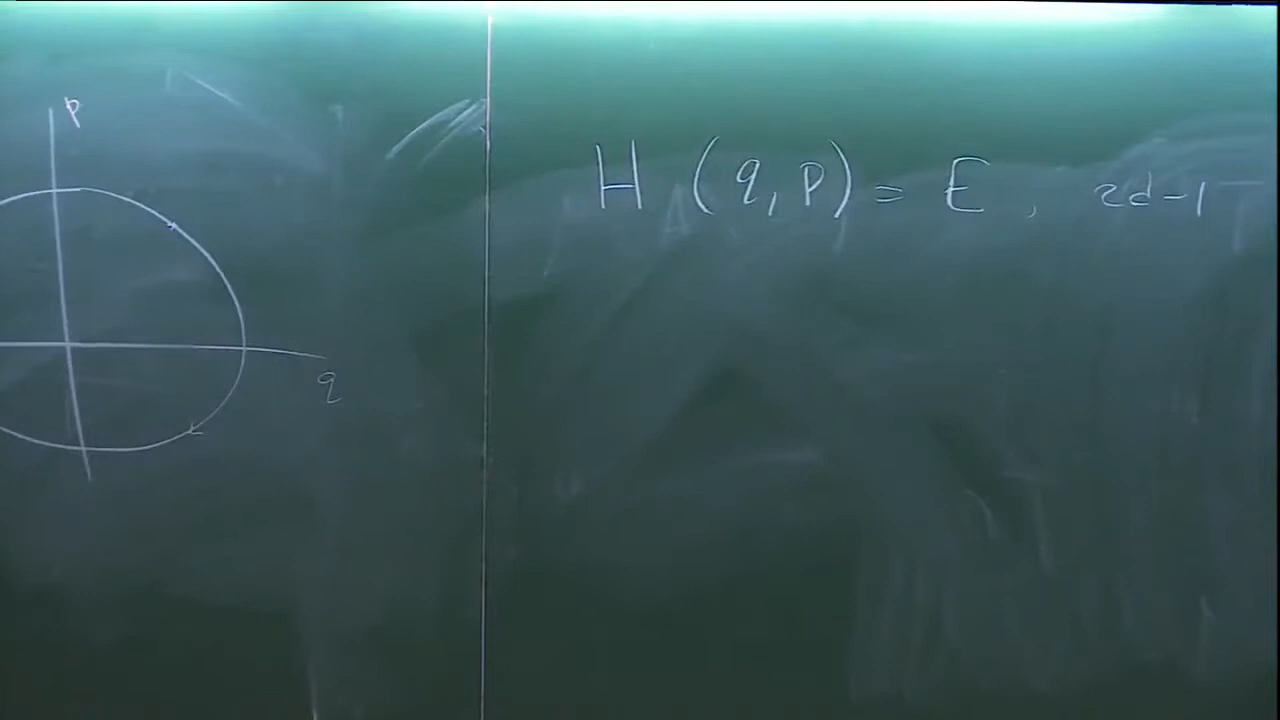 p
q
H (q, p) = E , 2d-1